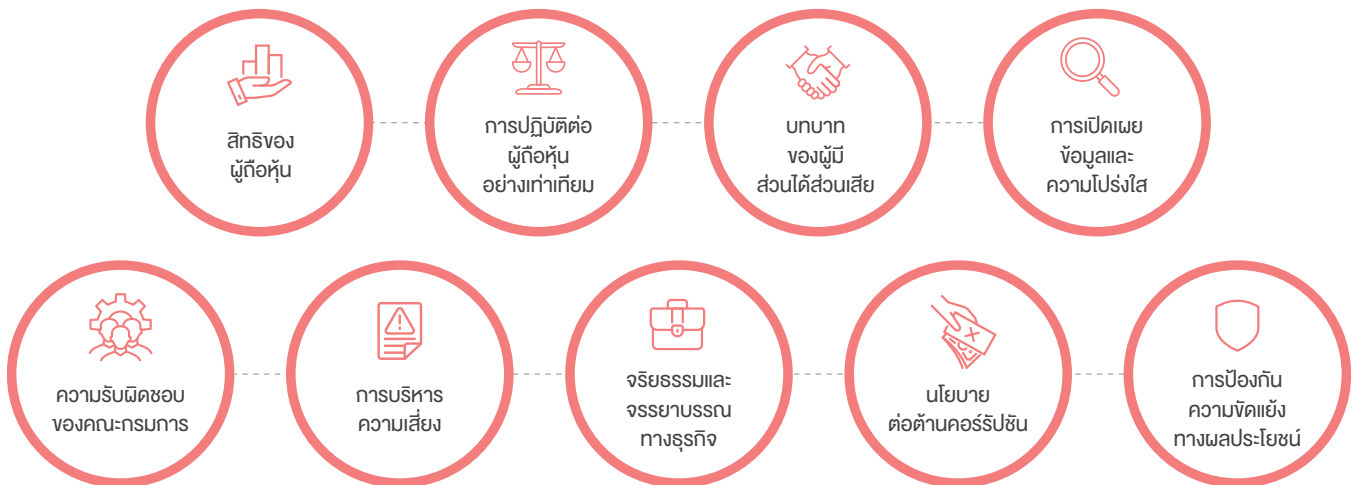 สิทธิของ
ผู้ถือหุ้น
การปฏิบัติต่อ
ผู้ถือหุ้น
อย่างเท่าเทียม
บทบาท
ของผู้มี
ส่วนได้ส่วนเสีย
การเปิดเผย
ข้อมูลและ
ความโปร่งใส
ความรับผิดชอบ
ของคณะกรมการ
การบริหาร
ความเสี่ยง
จริยธรรมและ
จรรยาบรรณ
ทางธุรกิจ
นโยบาย
ต่อต้านคอร์รัปชัน
การป้องกัน
ความขัดแย้ง
ทางผลประโยชน์